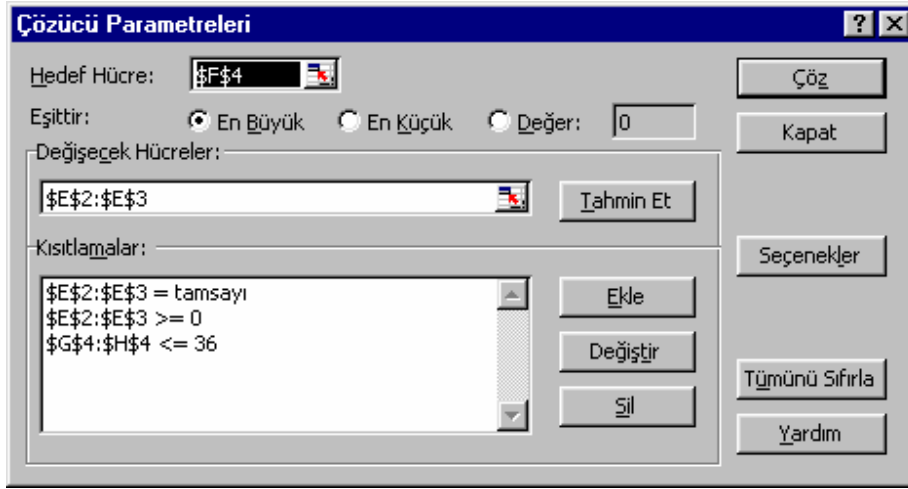 Çözücü Parametreleri
Hedef Hücre: $F$4
Çöz
Eşittir: En Büyük En Küçük Değer: 0
Kapat
Değişecek Hücreler:
$E$2:$E$3
Tahmin Et
Kısıtlamalar:
Seçenekler
$E$2:$E$3 = tamsayı
$E$2:$E$3 >= 0
$G$4:$H$4 <= 36
Ekle
Değiştir
Sil
Tümünü Sıfırla
Yardım